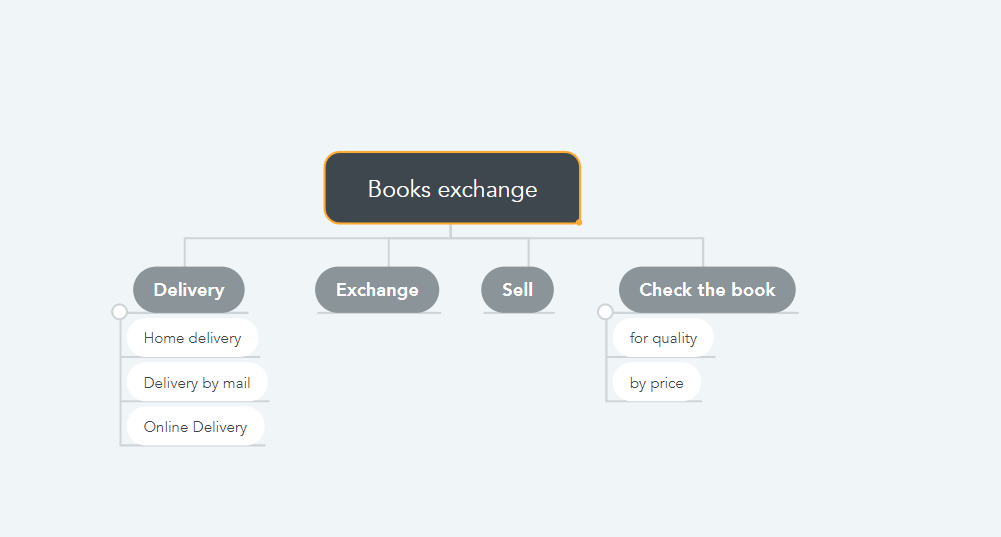 Books exchange
Delivery
Exchange
Sell
Check the book
Home delivery
Delivery by mail
Online Delivery
for quality
by price